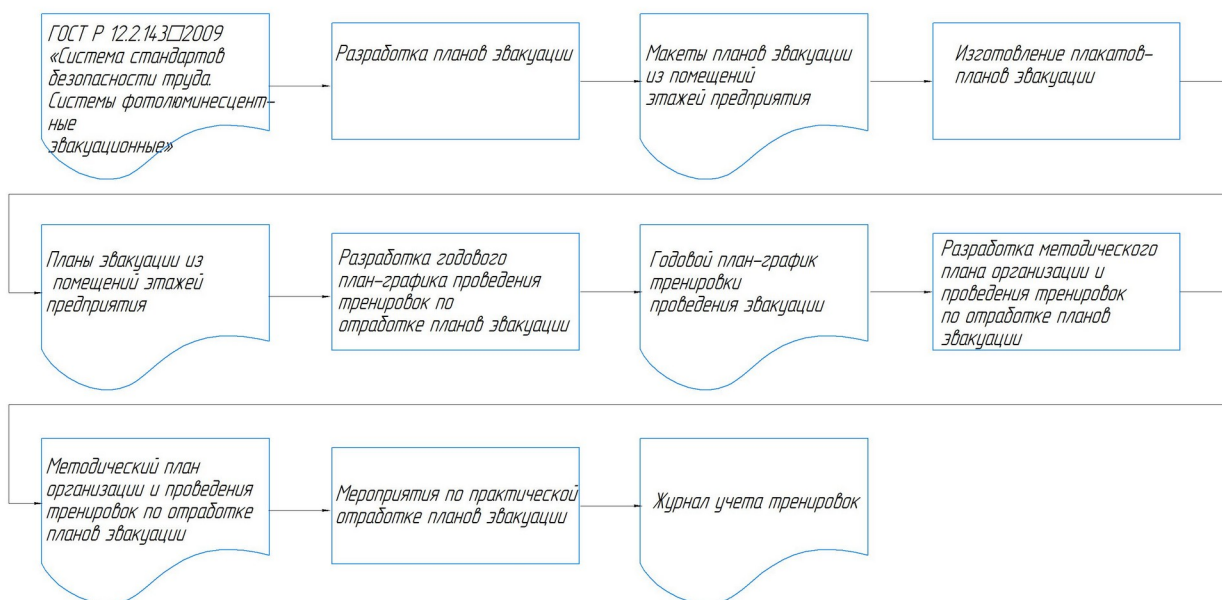 ГОСТ Р 12.2.143□2009
«Система стандартов
безопасности труда.
Системы фотолюминесцент-
ные
эвакуационные»
Разработка планов эвакуации
Макеты планов эвакуации
из помещений
этажей предприятия
Изготовление плакатов-
планов эвакуации
Планы эвакуации из
помещений этажей
предприятия
Разработка годового
план-графика проведения
тренировок по
отработке планов эвакуации
Годовой план-график
тренировки
проведения эвакуации
Разработка методического
плана организации и
проведения тренировок
по отработке планов
эвакуации
Методический план
организации и проведения
тренировок по отработке
планов эвакуации
Мероприятия по практической
отработке планов эвакуации
Журнал учета тренировок